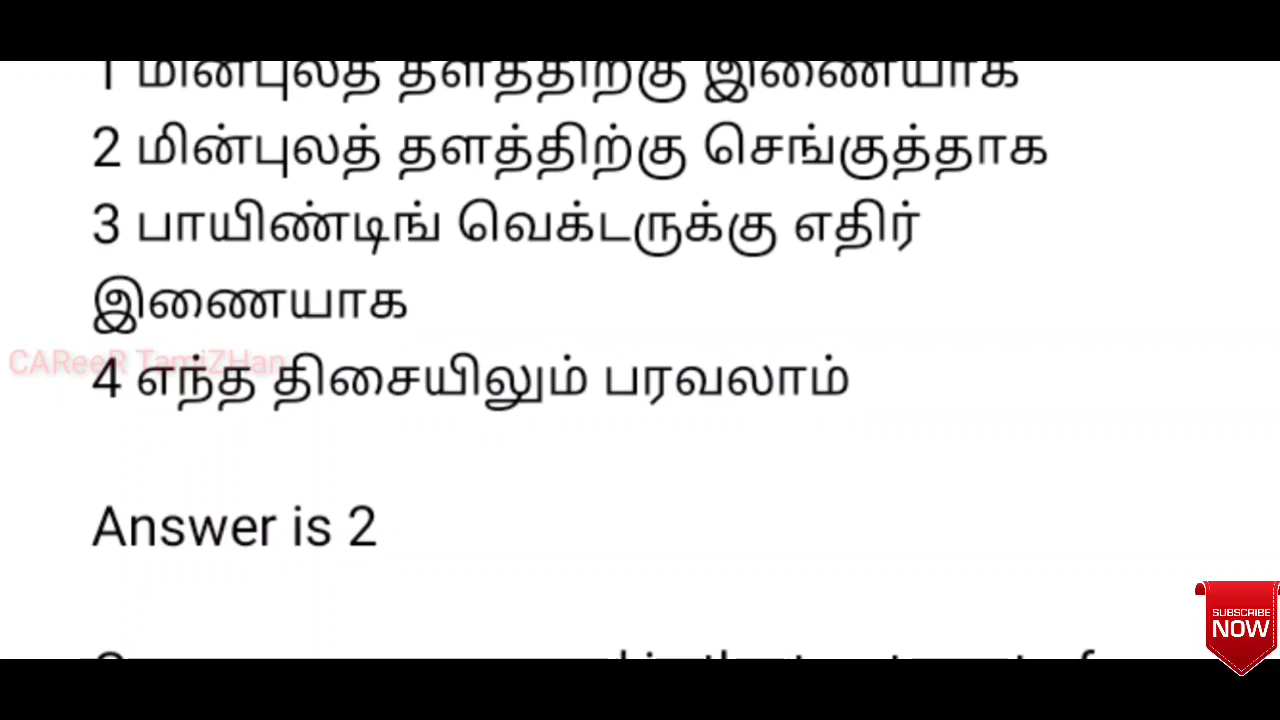 1 மின்புலத் தளத்திற்கு இணையாக
2 மின்புலத் தளத்திற்கு செங்குத்தாக
3 பாயிண்டிங் வெக்டருக்கு எதிர்
இணையாக
CAReeR TamiZHan
4 எந்த திசையிலும் பரவலாம்
Answer is 2
SUBSCRIBE
NOW